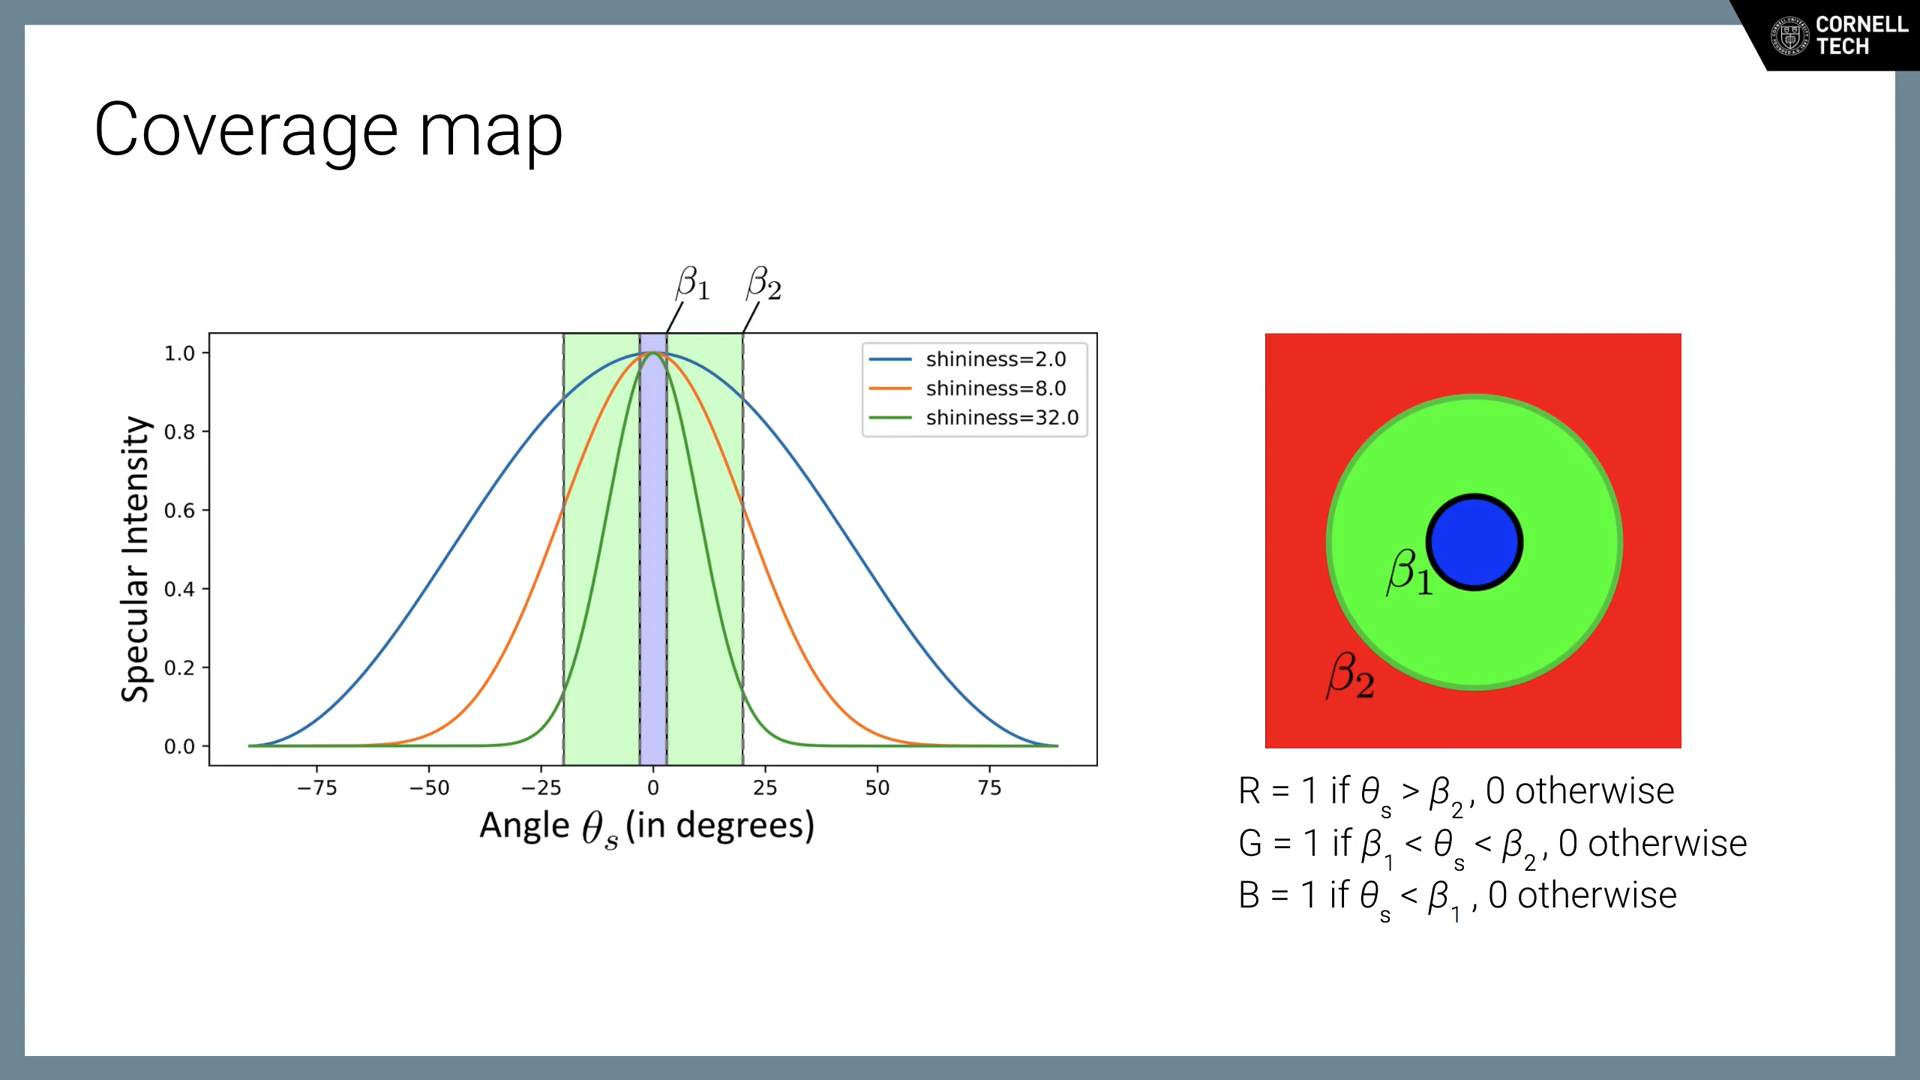 CORNELL
TECH
Coverage map
β1 β2
1.0
0.8
0.6
0.4
0.2
0.0
Specular Intensity
shininess=2.0
shininess=8.0
shininess=32.0
−75 −50 −25 0 25 50 75
Angle θs (in degrees)
β1
β2
R = 1 if θs > β2, 0 otherwise
G = 1 if β1 < θs < β2, 0 otherwise
B = 1 if θs < β1 , 0 otherwise